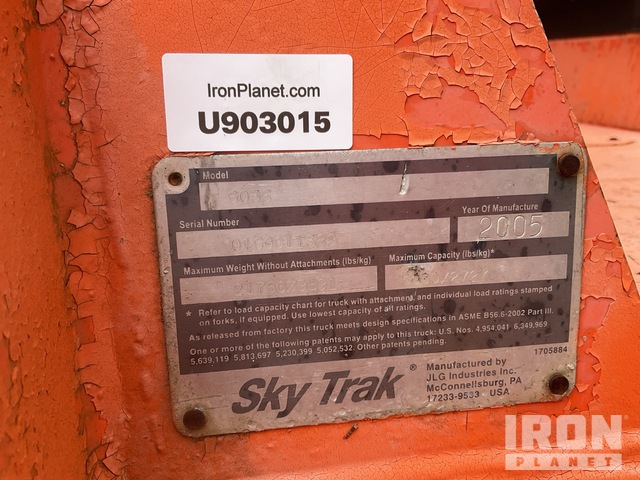 IronPlanet.com
U903015
Model
Serial Number
Year Of Manufacture
2005
Maximum Weight Without Attachments (lbs/kg)
Maximum Capacity (lbs/kg)*
* Refer to load capacity chart for truck with attachment, and individual load ratings stamped
on forks, if equipped. Use lowest capacity of all ratings.
As released from factory this truck meets design specifications in ASME B56.6-2002 Part III.
One or more of the following patents may apply to this truck: U.S. Nos. 4,954,041 6,349,969
5,639,119 5,813,697 5,230,399 5,052,532. Other patents pending.
1705884
Sky Trak®
Manufactured by
JLG Industries Inc.
McConnellsburg, PA
17233-9533 USA
IRON
PLANET